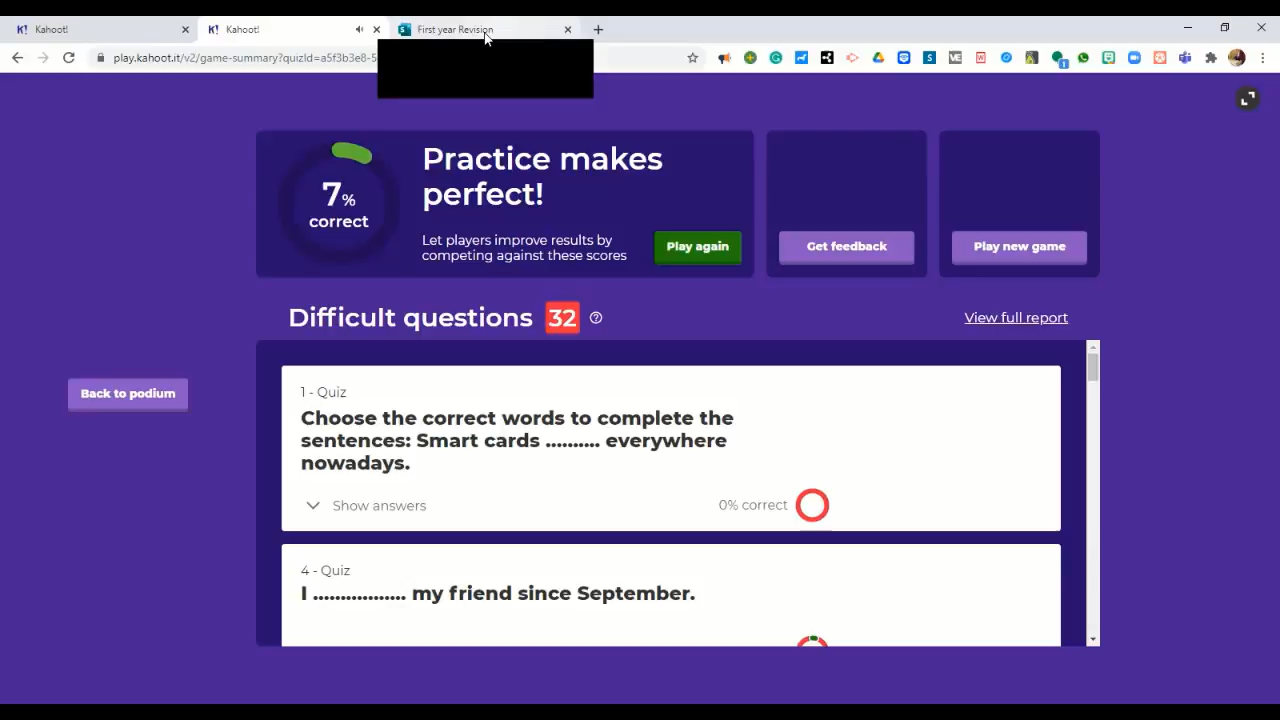 Kahoot!
Kahoot!
First year Revision
play.kahoot.it/v2/gamesummary?quizId=a5f3b3e8-5
7% correct
Practice makes
perfect!
Let players improve results by
competing against these scores
Play again
Get feedback
Play new game
Difficult questions 32
View full report
Back to podium
1 - Quiz
Choose the correct words to complete the
sentences: Smart cards .......... everywhere
nowadays.
Show answers
0% correct
4 - Quiz
I ................. my friend since September.